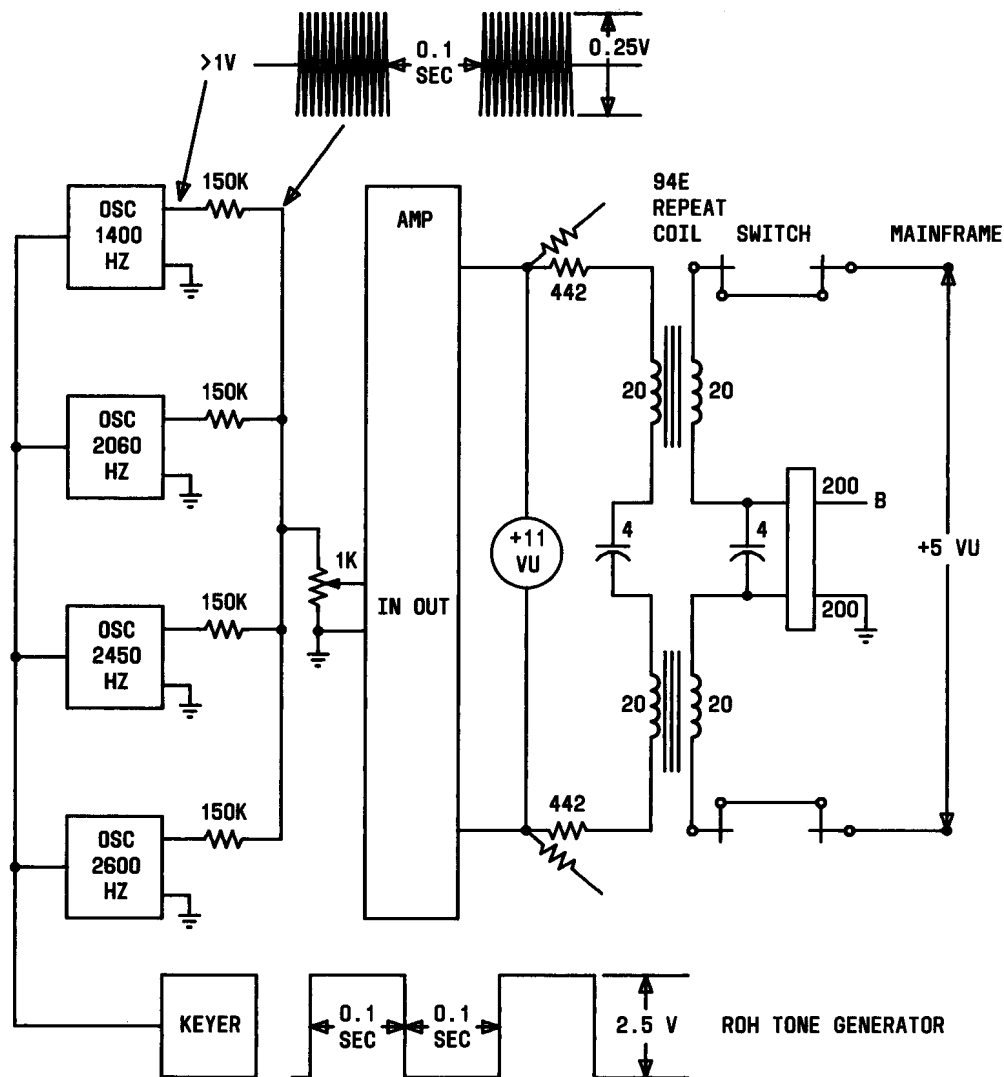 >1V
0.1
SEC
0.25V
150K
OSC
1400
HZ
AMP
442
94E
REPEAT
COIL
SWITCH
MAINFRAME
150K
OSC
2060
HZ
20
20
1K
IN OUT
+11
VU
4
4
200
B
200
+5 VU
150K
OSC
2450
HZ
20
20
150K
OSC
2600
HZ
442
KEYER
0.1
SEC
0.1
SEC
2.5 V
ROH TONE GENERATOR